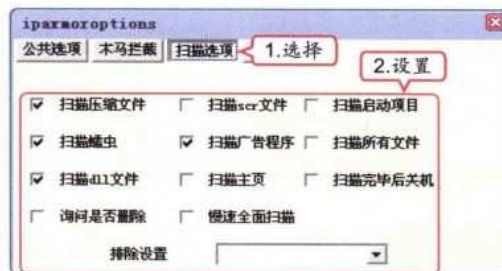 iparmoroptions
公共选项 木马拦截 扫描选项 1.选择
2.设置
扫描压缩文件 扫描scr文件 扫描启动项目
扫描蠕虫 扫描广告程序 扫描所有文件
扫描dll文件 扫描主页 扫描完毕后关机
询问是否删除 慢速全面扫描
排除设置